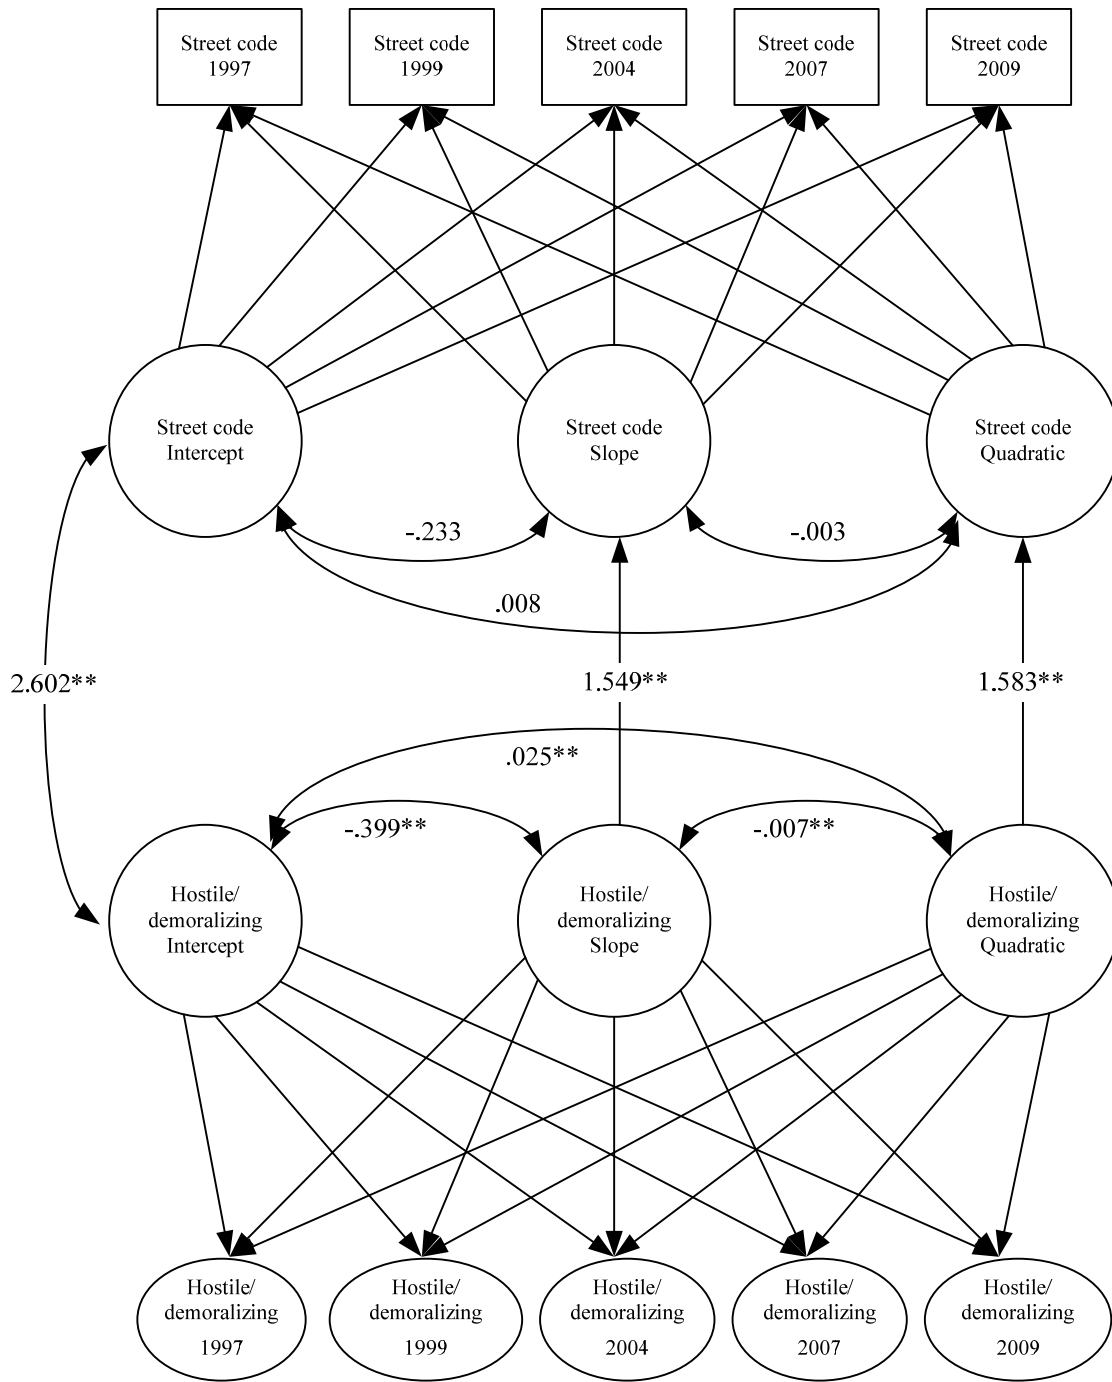 Street code
1997
Street code
1999
Street code
2004
Street code
2007
Street code
2009
Street code
Intercept
Street code
Slope
Street code
Quadratic
-.233
-.003
.008
2.602**
1.549**
1.583**
.025**
-.399**
-.007**
Hostile/
demoralizing
Intercept
Hostile/
demoralizing
Slope
Hostile/
demoralizing
Quadratic
Hostile/
demoralizing
1997
Hostile/
demoralizing
1999
Hostile/
demoralizing
2004
Hostile/
demoralizing
2007
Hostile/
demoralizing
2009